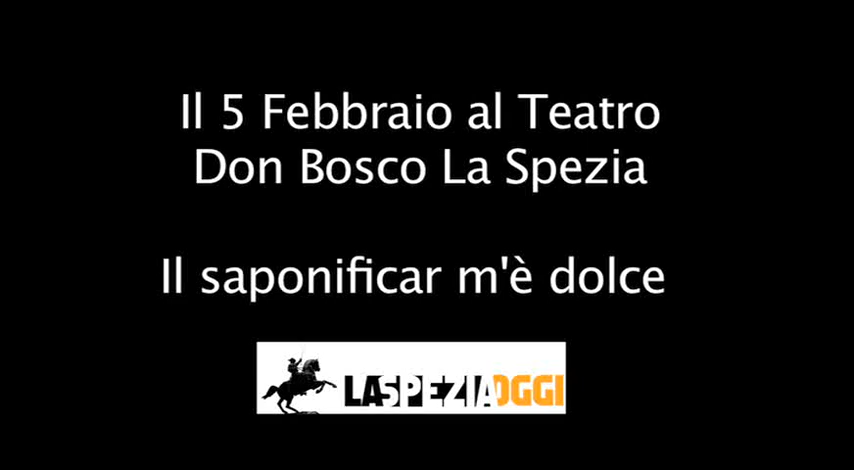 Il 5 Febbraio al Teatro
Don Bosco La Spezia
Il saponificar m'è dolce
LASPEZIAOGGI